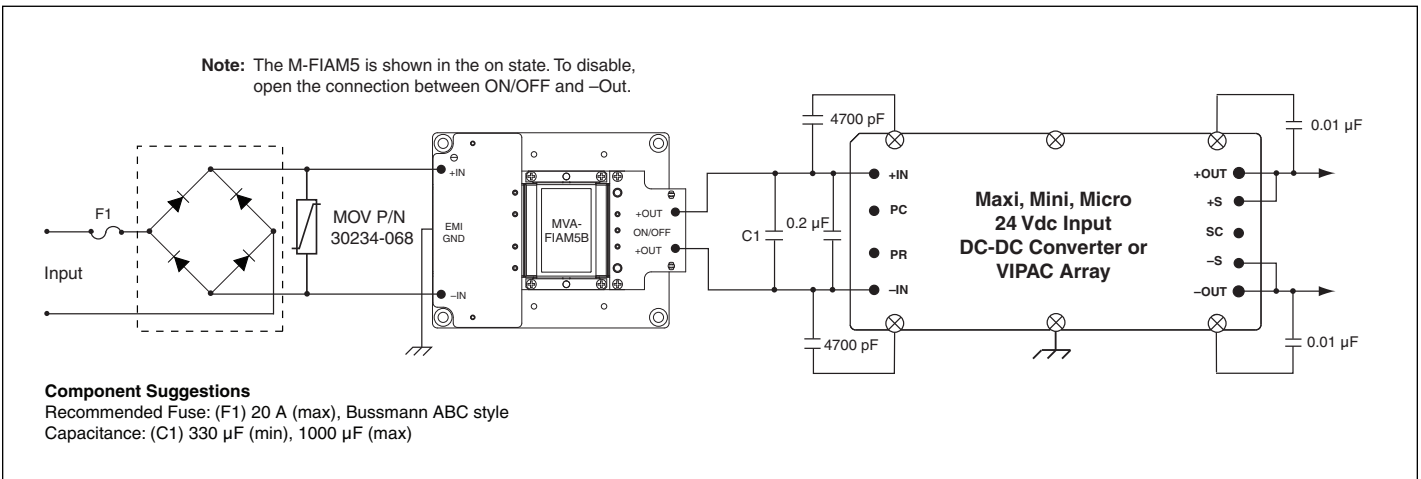 Note: The M-FIAM5 is shown in the on state. To disable,
open the connection between ON/OFF and –Out.
F1
Input
MOV P/N
30234-068
+IN
EMI
GND
–IN
MVA-
FIAM5B
+OUT
ON/OFF
+OUT
C1
0.2 µF
4700 pF
4700 pF
+IN
PC
PR
–IN
Maxi, Mini, Micro
24 Vdc Input
DC-DC Converter or
VIPAC Array
+OUT
+S
SC
–S
–OUT
0.01 µF
0.01 µF
Component Suggestions
Recommended Fuse: (F1) 20 A (max), Bussmann ABC style
Capacitance: (C1) 330 µF (min), 1000 µF (max)